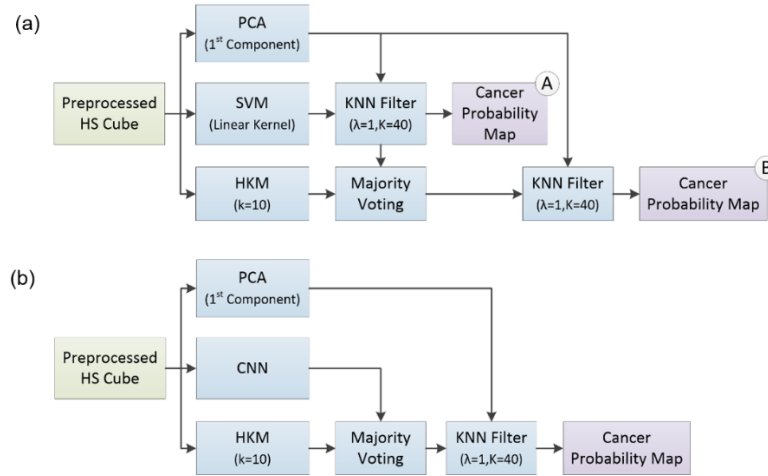 (a)
PCA
(1st Component)
Preprocessed
HS Cube
SVM
(Linear Kernel)
KNN Filter
(λ=1,K=40)
Cancer
Probability
Map
A
HKM
(k=10)
Majority
Voting
KNN Filter
(λ=1,K=40)
Cancer
Probability Map
B
(b)
PCA
(1st Component)
Preprocessed
HS Cube
CNN
HKM
(k=10)
Majority
Voting
KNN Filter
(λ=1,K=40)
Cancer
Probability Map